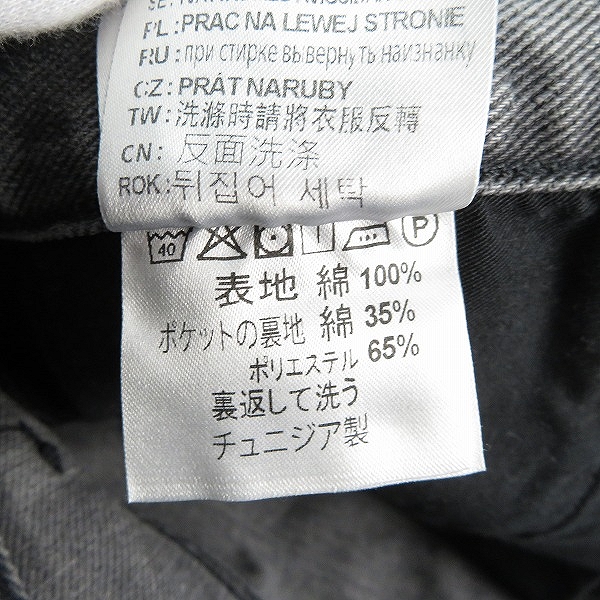 PL: PRAC NA LEWEJ STRONIE
RU: при стирке вывернуть наизнанку
CZ: PRÁT NARUBY
TW: 洗滌時請將衣服反轉
CN: 反面洗涤
ROK: 뒤집어 세탁
40 P
表地 綿 100%
ポケットの裏地 綿 35%
ポリエステル 65%
裏返して洗う
チュニジア製